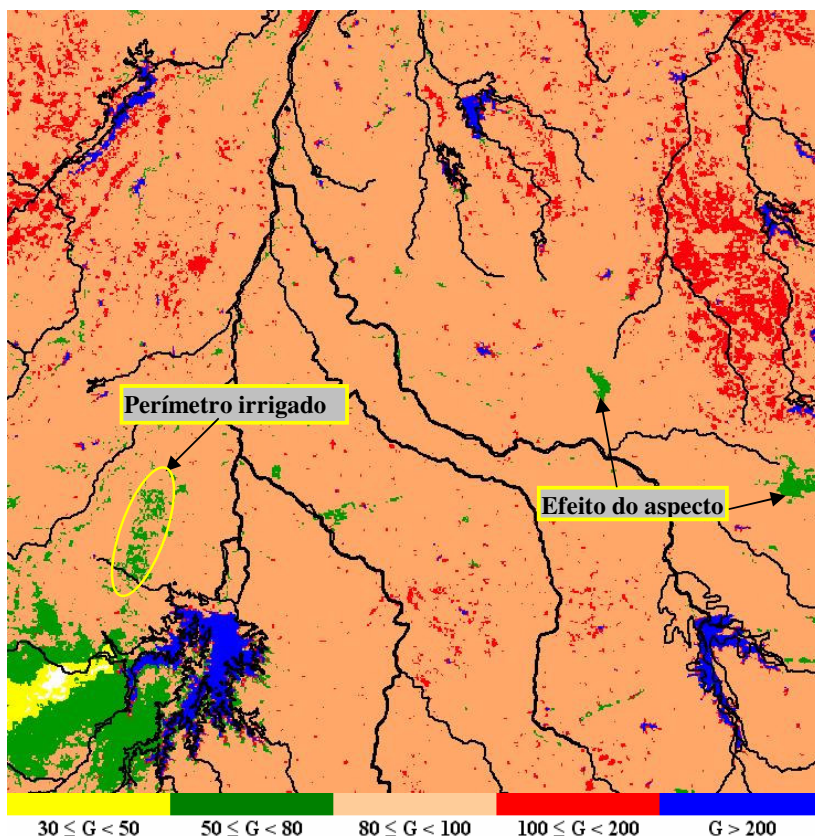 Perímetro irrigado
Efeito do aspecto
30 ≤ G < 50 50 ≤ G < 80 80 ≤ G < 100 100 ≤ G < 200 G > 200